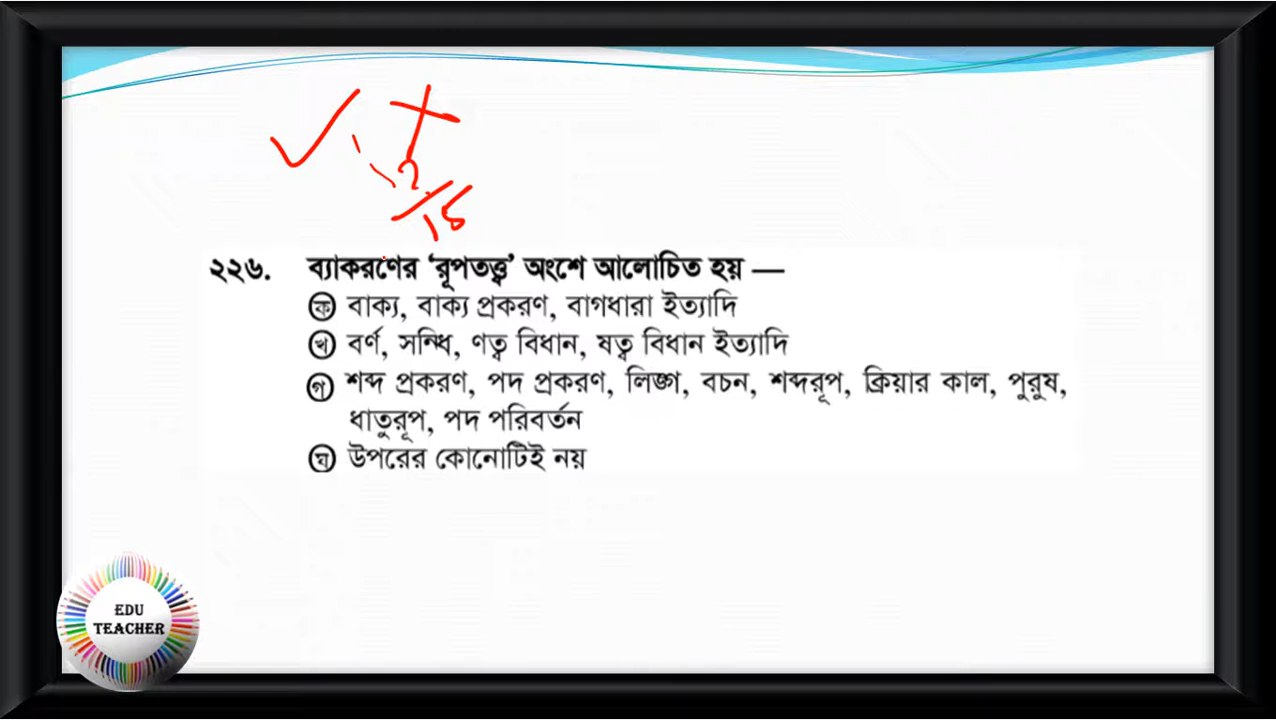 ২২৬. ব্যাকরণের ‘রূপতত্ত্ব’ অংশে আলোচিত হয় —
ক বাক্য, বাক্য প্রকরণ, বাগধারা ইত্যাদি
খ বর্ণ, সন্ধি, ণত্ব বিধান, ষত্ব বিধান ইত্যাদি
গ শব্দ প্রকরণ, পদ প্রকরণ, লিঙ্গ, বচন, শব্দরূপ, ক্রিয়ার কাল, পুরুষ,
ধাতুরূপ, পদ পরিবর্তন
ঘ উপরের কোনোটিই নয়
EDU
TEACHER